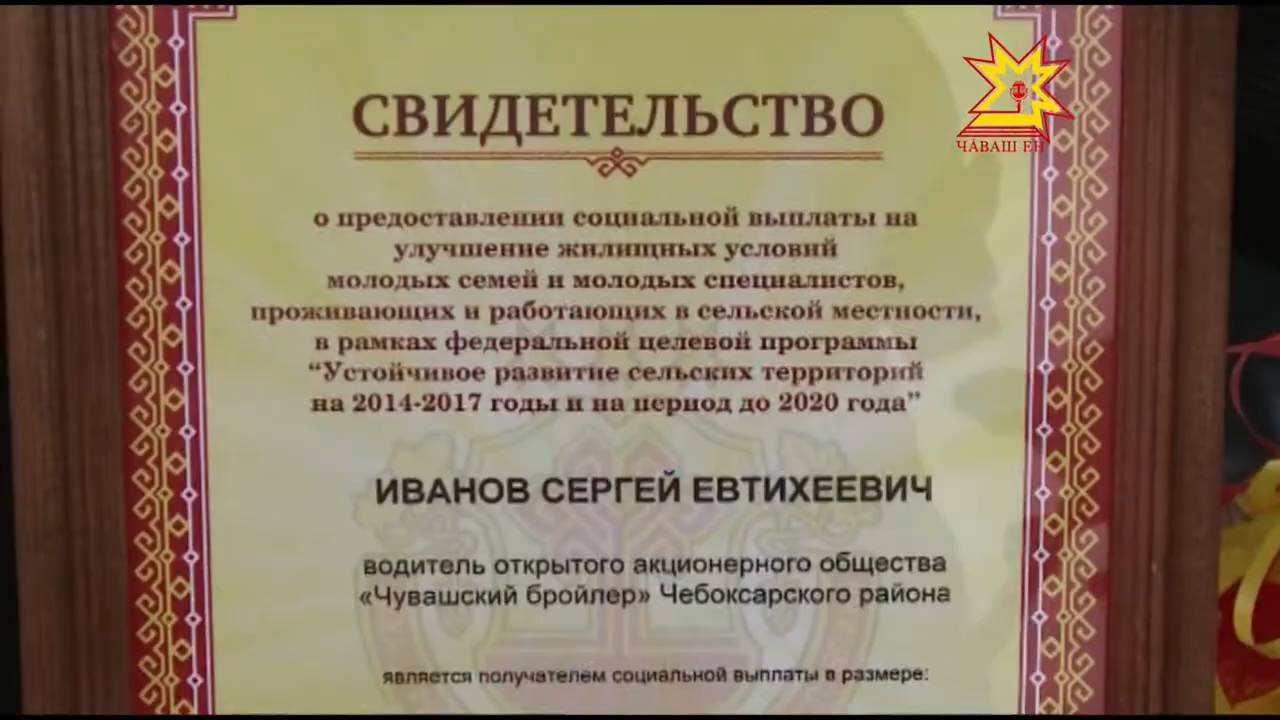 ЧӐВАШ ЕН
СВИДЕТЕЛЬСТВО
о предоставлении социальной выплаты на
улучшение жилищных условий
молодых семей и молодых специалистов,
проживающих и работающих в сельской местности,
в рамках федеральной целевой программы
“Устойчивое развитие сельских территорий
на 2014-2017 годы и на период до 2020 года”
ИВАНОВ СЕРГЕЙ ЕВТИХЕЕВИЧ
водитель открытого акционерного общества
«Чувашский бройлер» Чебоксарского района
является получателем социальной выплаты в размере: